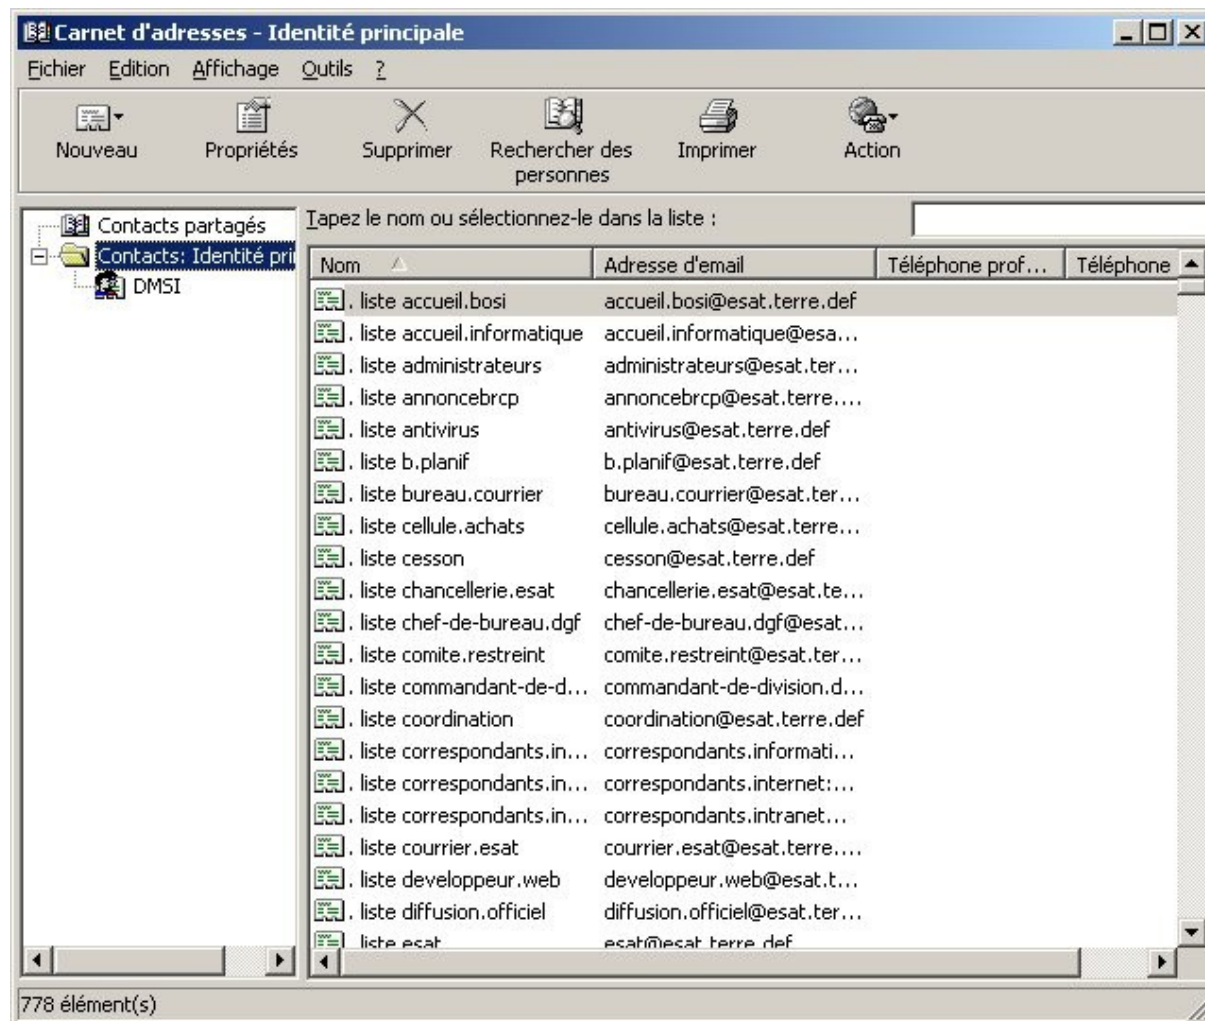 Carnet d'adresses - Identité principale
Fichier Edition Affichage Outils ?
Nouveau Propriétés Supprimer Rechercher des personnes Imprimer Action
Contacts partagés
Contacts: Identité pri
DMSI
Tapez le nom ou sélectionnez-le dans la liste :
Nom Adresse d'email Téléphone prof... Téléphone
. liste accueil.bosi accueil.bosi@esat.terre.def
. liste accueil.informatique accueil.informatique@esa...
. liste administrateurs administrateurs@esat.ter...
. liste annoncebrcp annoncebrcp@esat.terre....
. liste antivirus antivirus@esat.terre.def
. liste b.planif b.planif@esat.terre.def
. liste bureau.courrier bureau.courrier@esat.ter...
. liste cellule.achats cellule.achats@esat.terre...
. liste cesson cesson@esat.terre.def
. liste chancellerie.esat chancellerie.esat@esat.te...
. liste chef-de-bureau.dgf chef-de-bureau.dgf@esat...
. liste comite.restreint comite.restreint@esat.ter...
. liste commandant-de-d... commandant-de-division.d...
. liste coordination coordination@esat.terre.def
. liste correspondants.in... correspondants.informati...
. liste correspondants.in... correspondants.internet:...
. liste correspondants.in... correspondants.intranet...
. liste courrier.esat courrier.esat@esat.terre....
. liste developpeur.web developpeur.web@esat.t...
. liste diffusion.officiel diffusion.officiel@esat.ter...
liste esat esat@esat.terre.def
778 élément(s)